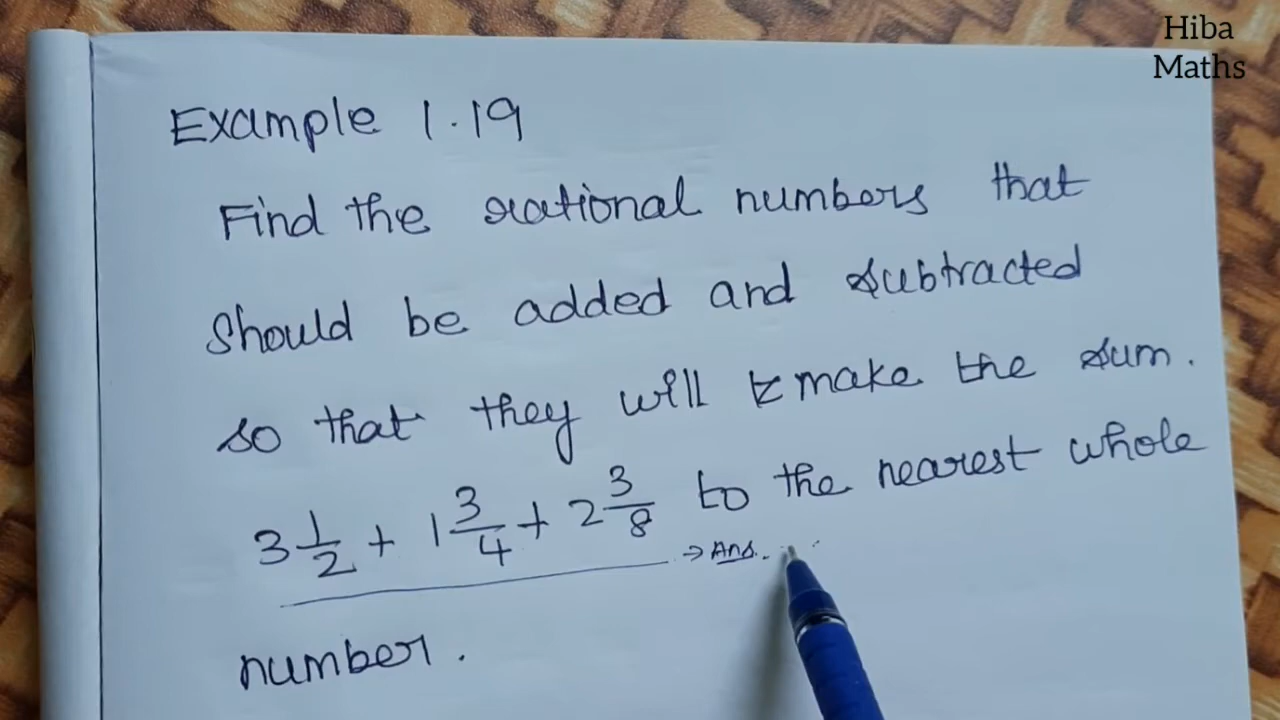 Hiba
Maths
Example 1.19
Find the rational numbers that
should be added and subtracted
so that they will make the sum.
3 1/2 + 1 3/4 + 2 3/8 to the nearest whole
→ Ans.
number.